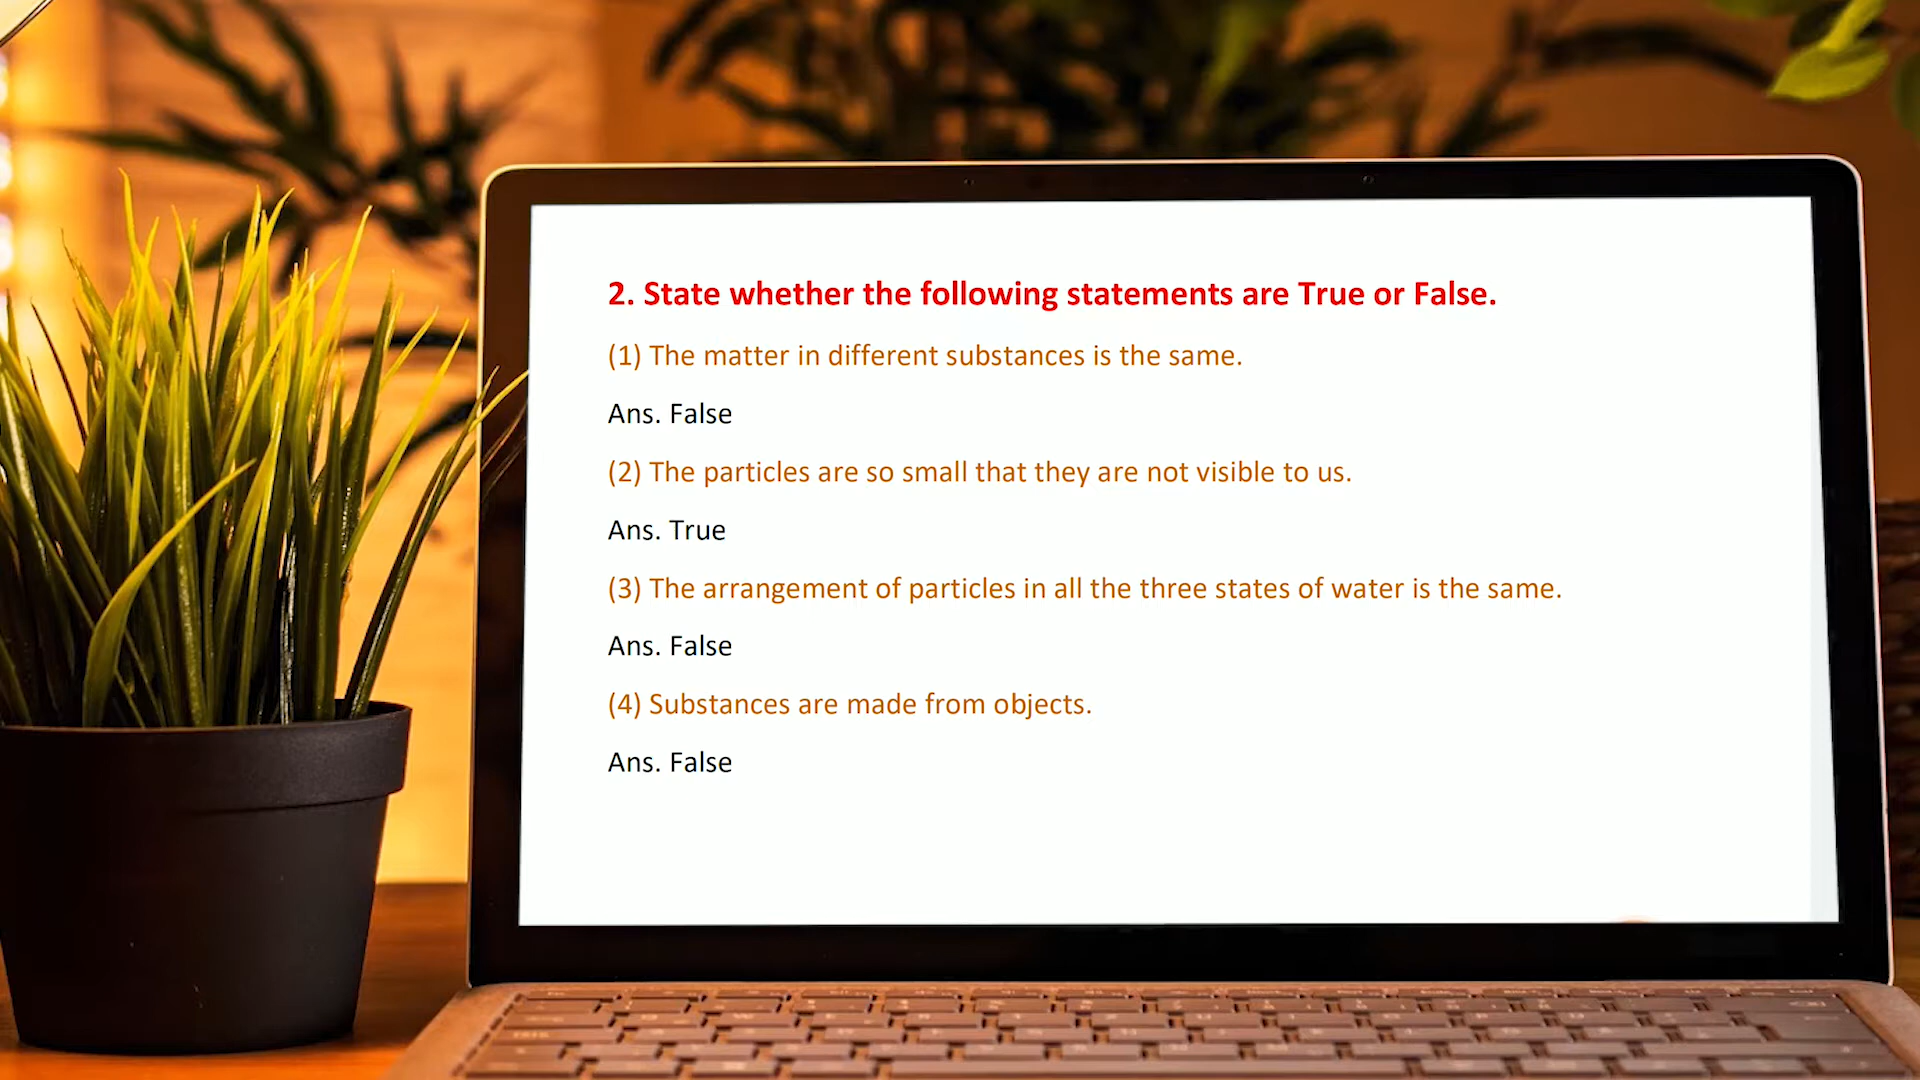 2. State whether the following statements are True or False.
(1) The matter in different substances is the same.
Ans. False
(2) The particles are so small that they are not visible to us.
Ans. True
(3) The arrangement of particles in all the three states of water is the same.
Ans. False
(4) Substances are made from objects.
Ans. False